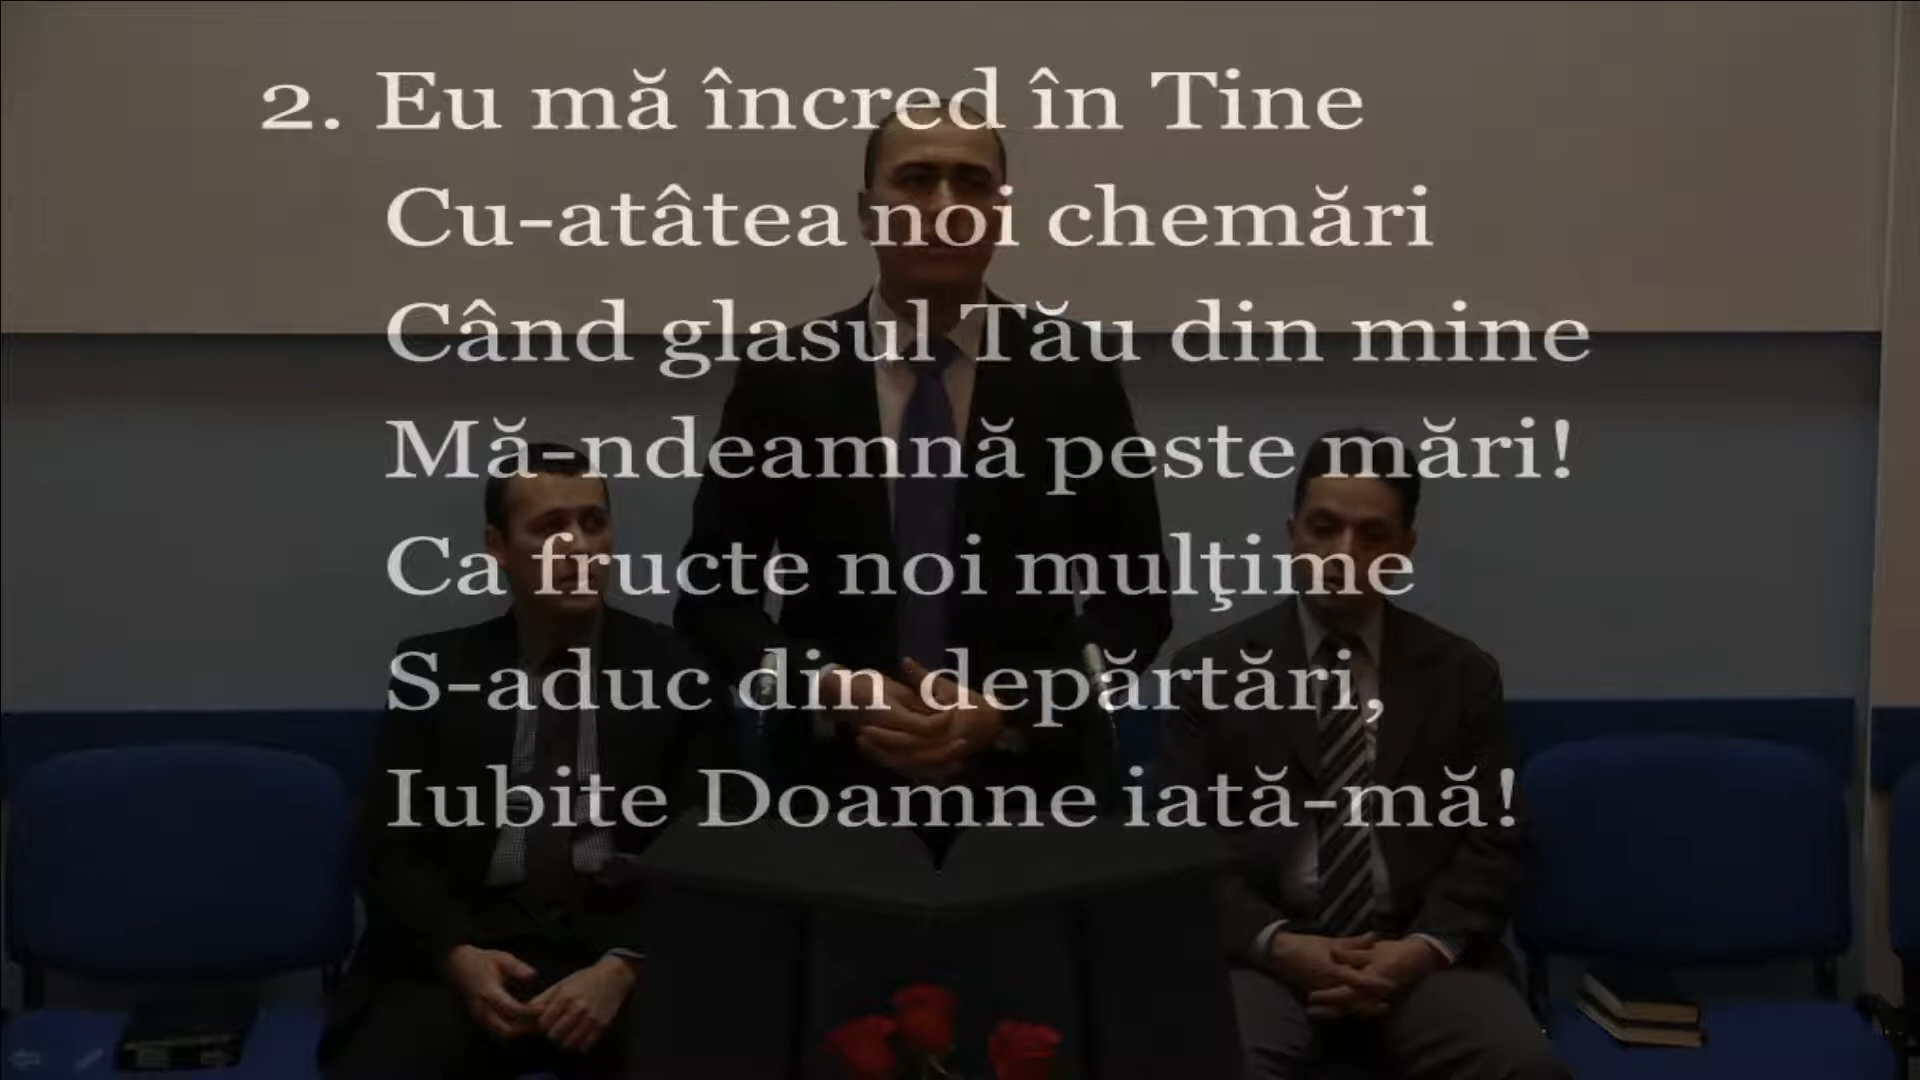 2. Eu mă încred în Tine
Cu-atâtea noi chemări
Când glasul Tău din mine
Mă-ndeamnă peste mări!
Ca fructe noi mulţime
S-aduc din depărtări,
Iubite Doamne iată-mă!